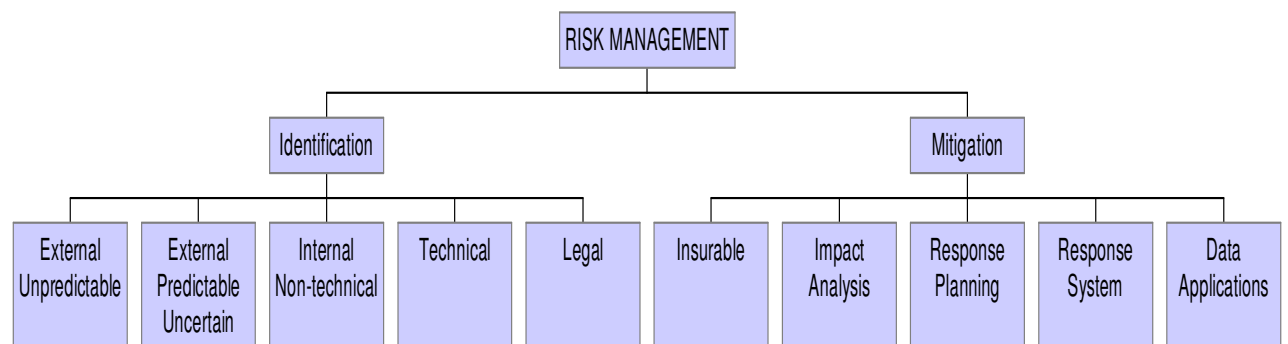 RISK MANAGEMENT
Identification
Mitigation
External
Unpredictable
External
Predictable
Uncertain
Internal
Non-technical
Technical
Legal
Insurable
Impact
Analysis
Response
Planning
Response
System
Data
Applications